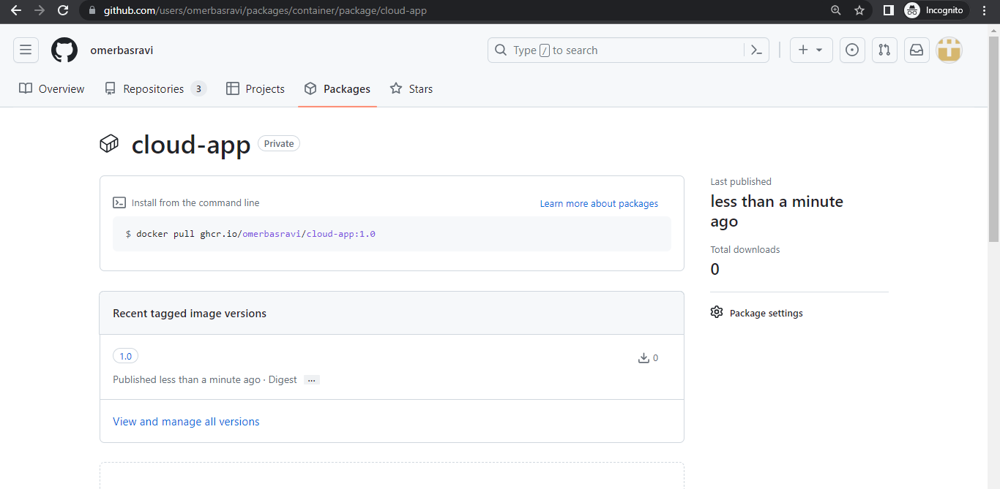 github.com/users/omerbasravi/packages/container/package/cloud-app
Incognito
omerbasravi
Type / to search
Overview
Repositories 3
Projects
Packages
Stars
cloud-app Private
Install from the command line
Learn more about packages
$ docker pull ghcr.io/omerbasravi/cloud-app:1.0
Recent tagged image versions
1.0
0
Published less than a minute ago · Digest ...
View and manage all versions
Last published
less than a minute
ago
Total downloads
0
Package settings